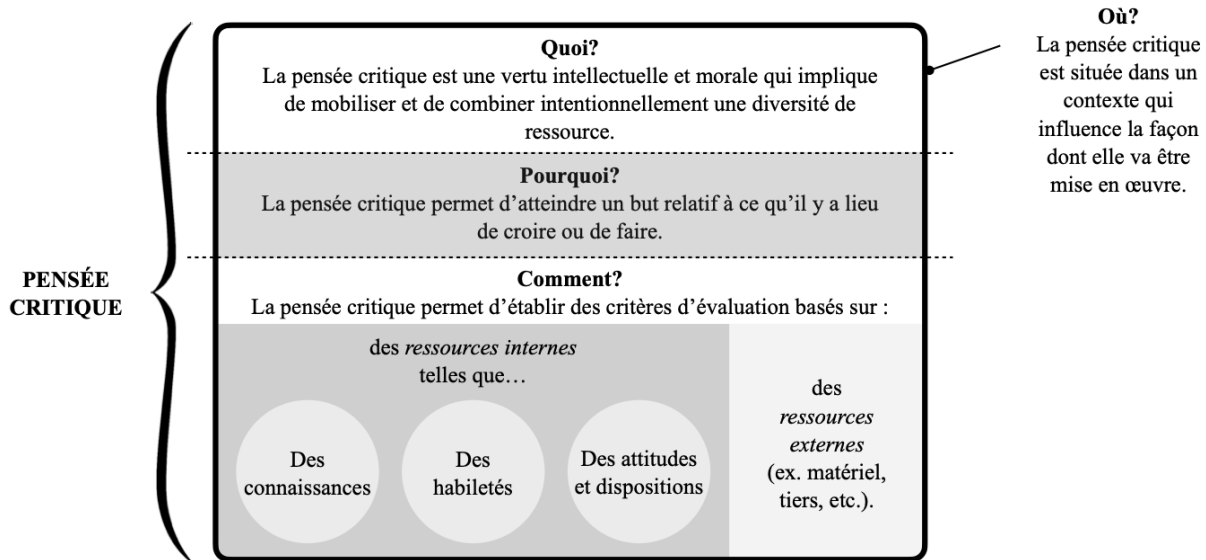 PENSÉE
CRITIQUE
Quoi?
La pensée critique est une vertu intellectuelle et morale qui implique
de mobiliser et de combiner intentionnellement une diversité de
ressource.
Pourquoi?
La pensée critique permet d’atteindre un but relatif à ce qu’il y a lieu
de croire ou de faire.
Comment?
La pensée critique permet d’établir des critères d’évaluation basés sur :
des ressources internes
telles que…
Des
connaissances
Des
habiletés
Des attitudes
et dispositions
des
ressources
externes
(ex. matériel,
tiers, etc.).
Où?
La pensée critique
est située dans un
contexte qui
influence la façon
dont elle va être
mise en œuvre.